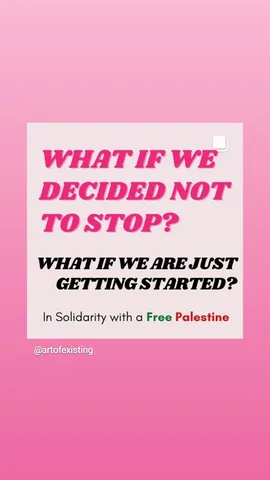 WHAT IF WE
DECIDED NOT
TO STOP?
WHAT IF WE ARE JUST
GETTING STARTED?
In Solidarity with a Free Palestine
@artofexisting